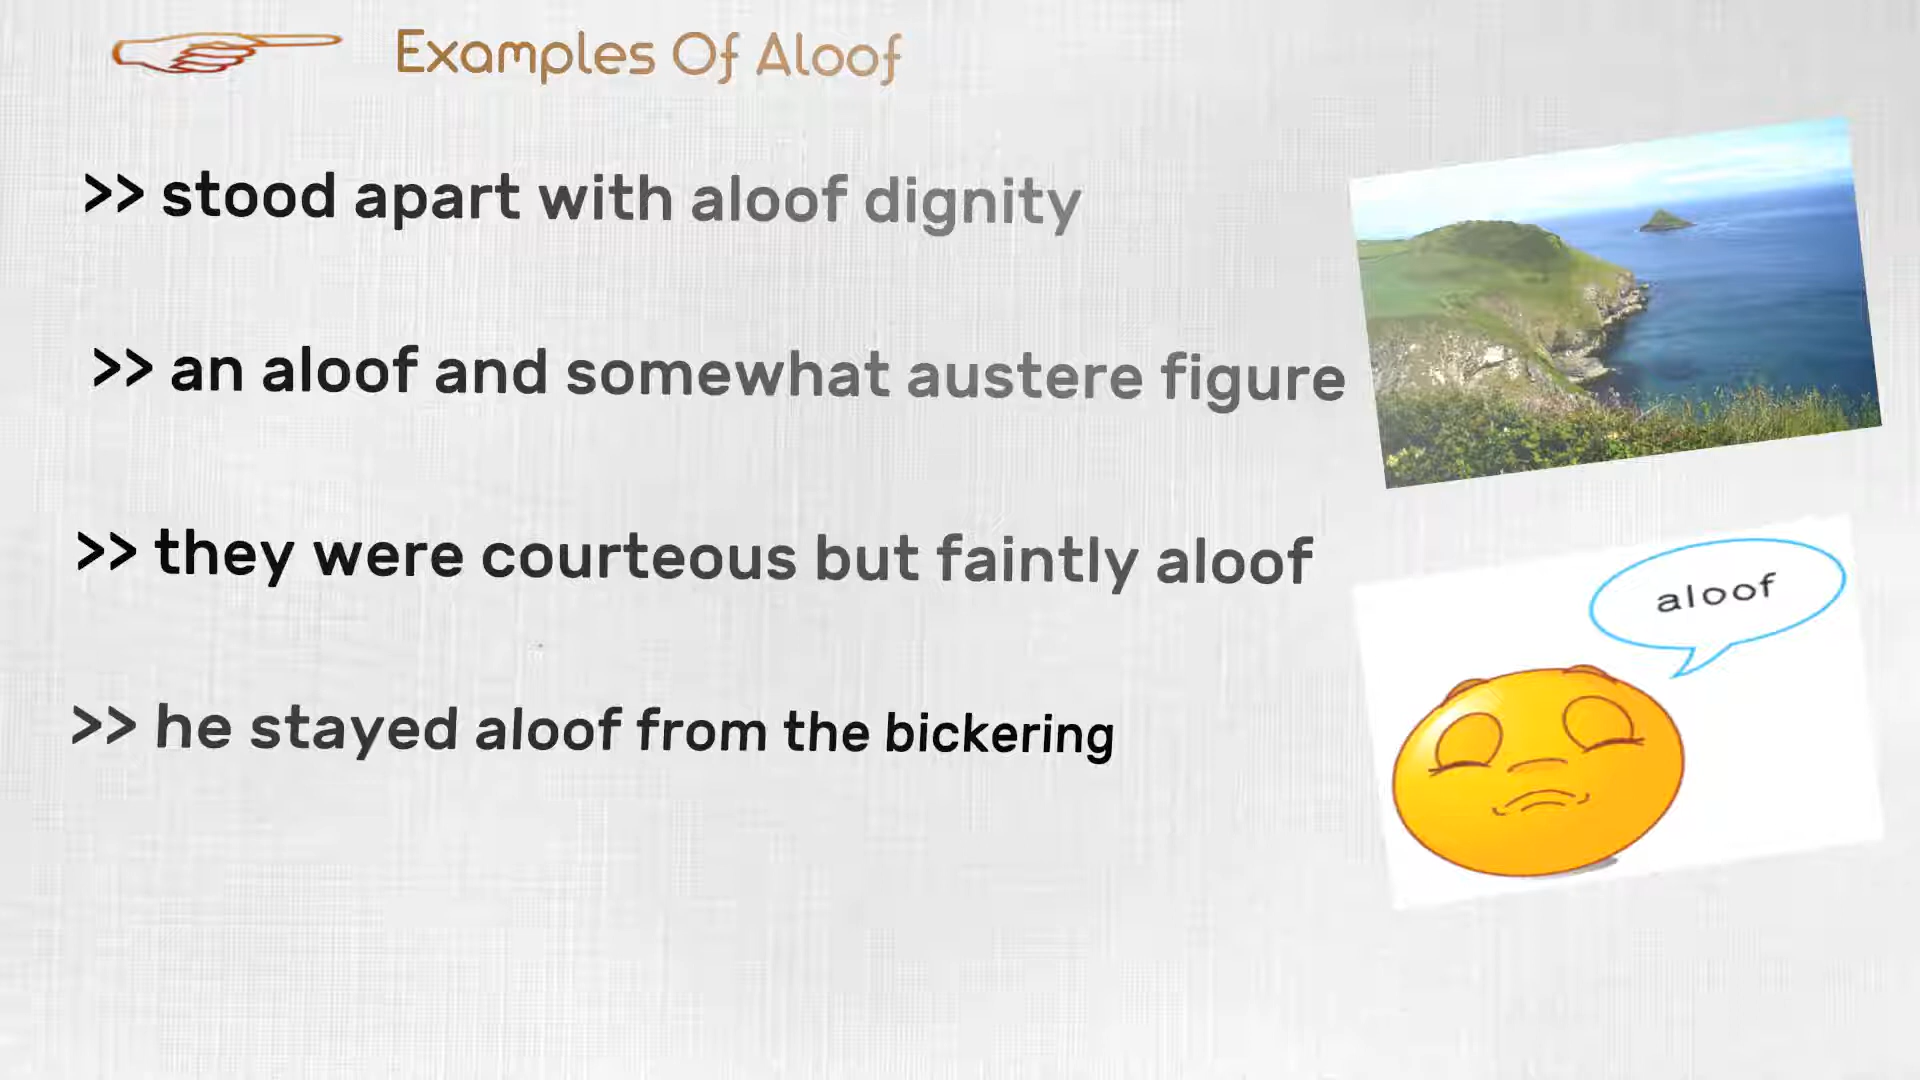 Examples Of Aloof
>> stood apart with aloof dignity
>> an aloof and somewhat austere figure
>> they were courteous but faintly aloof
aloof
>> he stayed aloof from the bickering